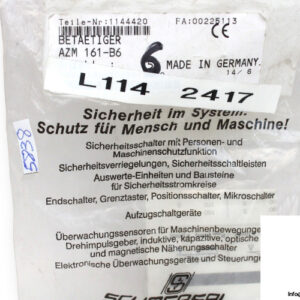 Teile-Nr:1144420 FA:00225113
BETAETIGER
AZM 161-B6
6
MADE IN GERMANY
14/6
L114 2417
5838
Sicherheit im System.
Schutz für Mensch und Maschine!
Sicherheitsschalter mit Personen- und
Maschinenschutzfunktion
Sicherheitsverriegelungen, Sicherheitsschaltleisten
Auswerte-Einheiten und Bausteine
für Sicherheitsstromkreise
Endschalter, Grenztaster, Positionsschalter, Mikroschalter
Aufzugschaltgeräte
Überwachungssensoren für Maschinenbewegungen
Drehimpulsgeber, induktive, kapazitive, optische
und magnetische Näherungsschalter
Elektronische Überwachungsgeräte und Steuerungen
SCHMERSAL